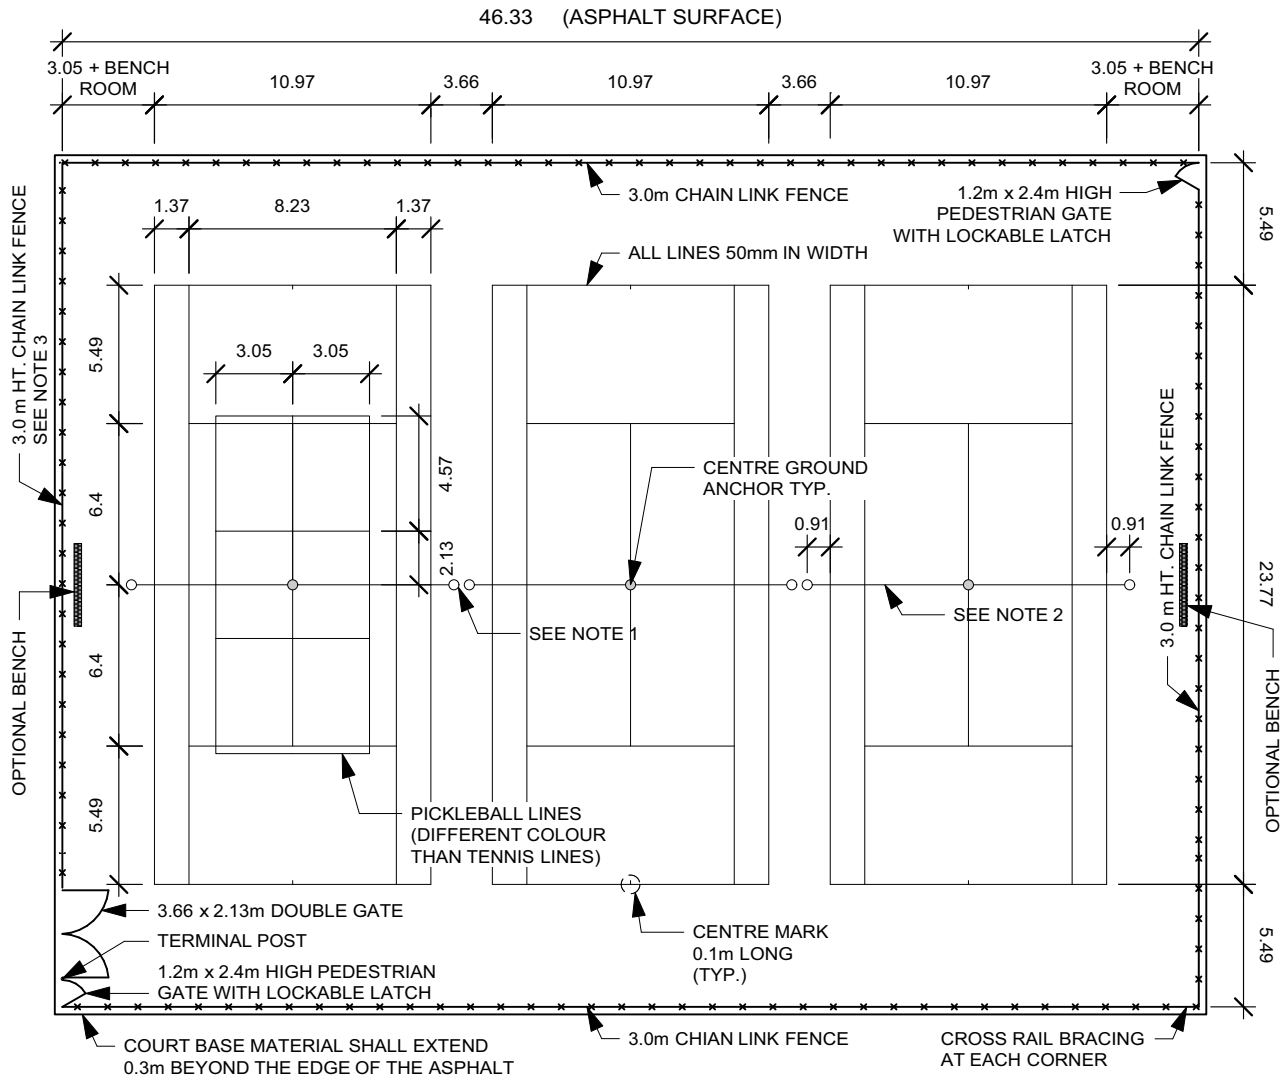 46.33 (ASPHALT SURFACE)
3.05 + BENCH
ROOM
10.97
3.66
10.97
3.66
10.97
3.05 + BENCH
ROOM
3.0m CHAIN LINK FENCE
1.2m x 2.4m HIGH
PEDESTRIAN GATE
WITH LOCKABLE LATCH
1.37
8.23
1.37
5.49
ALL LINES 50mm IN WIDTH
3.0 m HT. CHAIN LINK FENCE
SEE NOTE 3
5.49
3.05
3.05
4.57
6.4
CENTRE GROUND
ANCHOR TYP.
0.91
0.91
3.0 m HT. CHAIN LINK FENCE
2.13
23.77
SEE NOTE 1
SEE NOTE 2
OPTIONAL BENCH
6.4
OPTIONAL BENCH
5.49
PICKLEBALL LINES
(DIFFERENT COLOUR
THAN TENNIS LINES)
3.66 x 2.13m DOUBLE GATE
TERMINAL POST
1.2m x 2.4m HIGH PEDESTRIAN
GATE WITH LOCKABLE LATCH
CENTRE MARK
0.1m LONG
(TYP.)
5.49
COURT BASE MATERIAL SHALL EXTEND
0.3m BEYOND THE EDGE OF THE ASPHALT
3.0m CHIAN LINK FENCE
CROSS RAIL BRACING
AT EACH CORNER